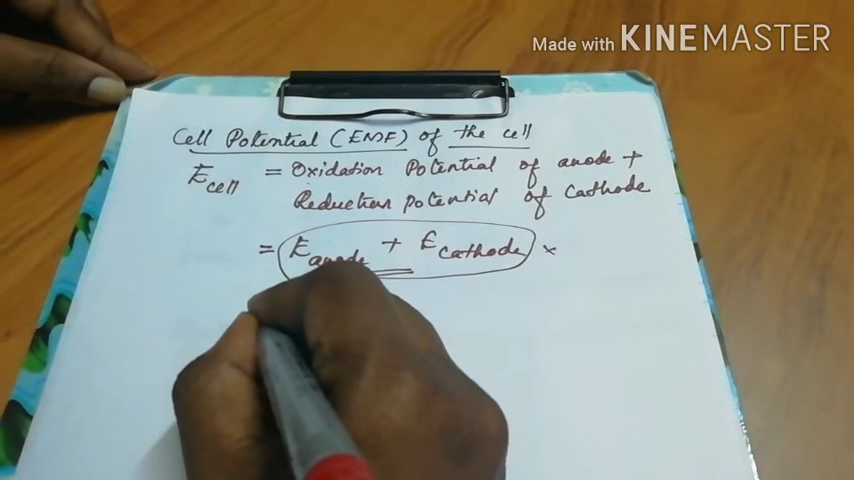 Made with KINEMASTER
Cell Potential (EMF) of the cell
Ecell = Oxidation Potential of anode +
Reduction potential of Cathode
= Eanode + Ecathode ×